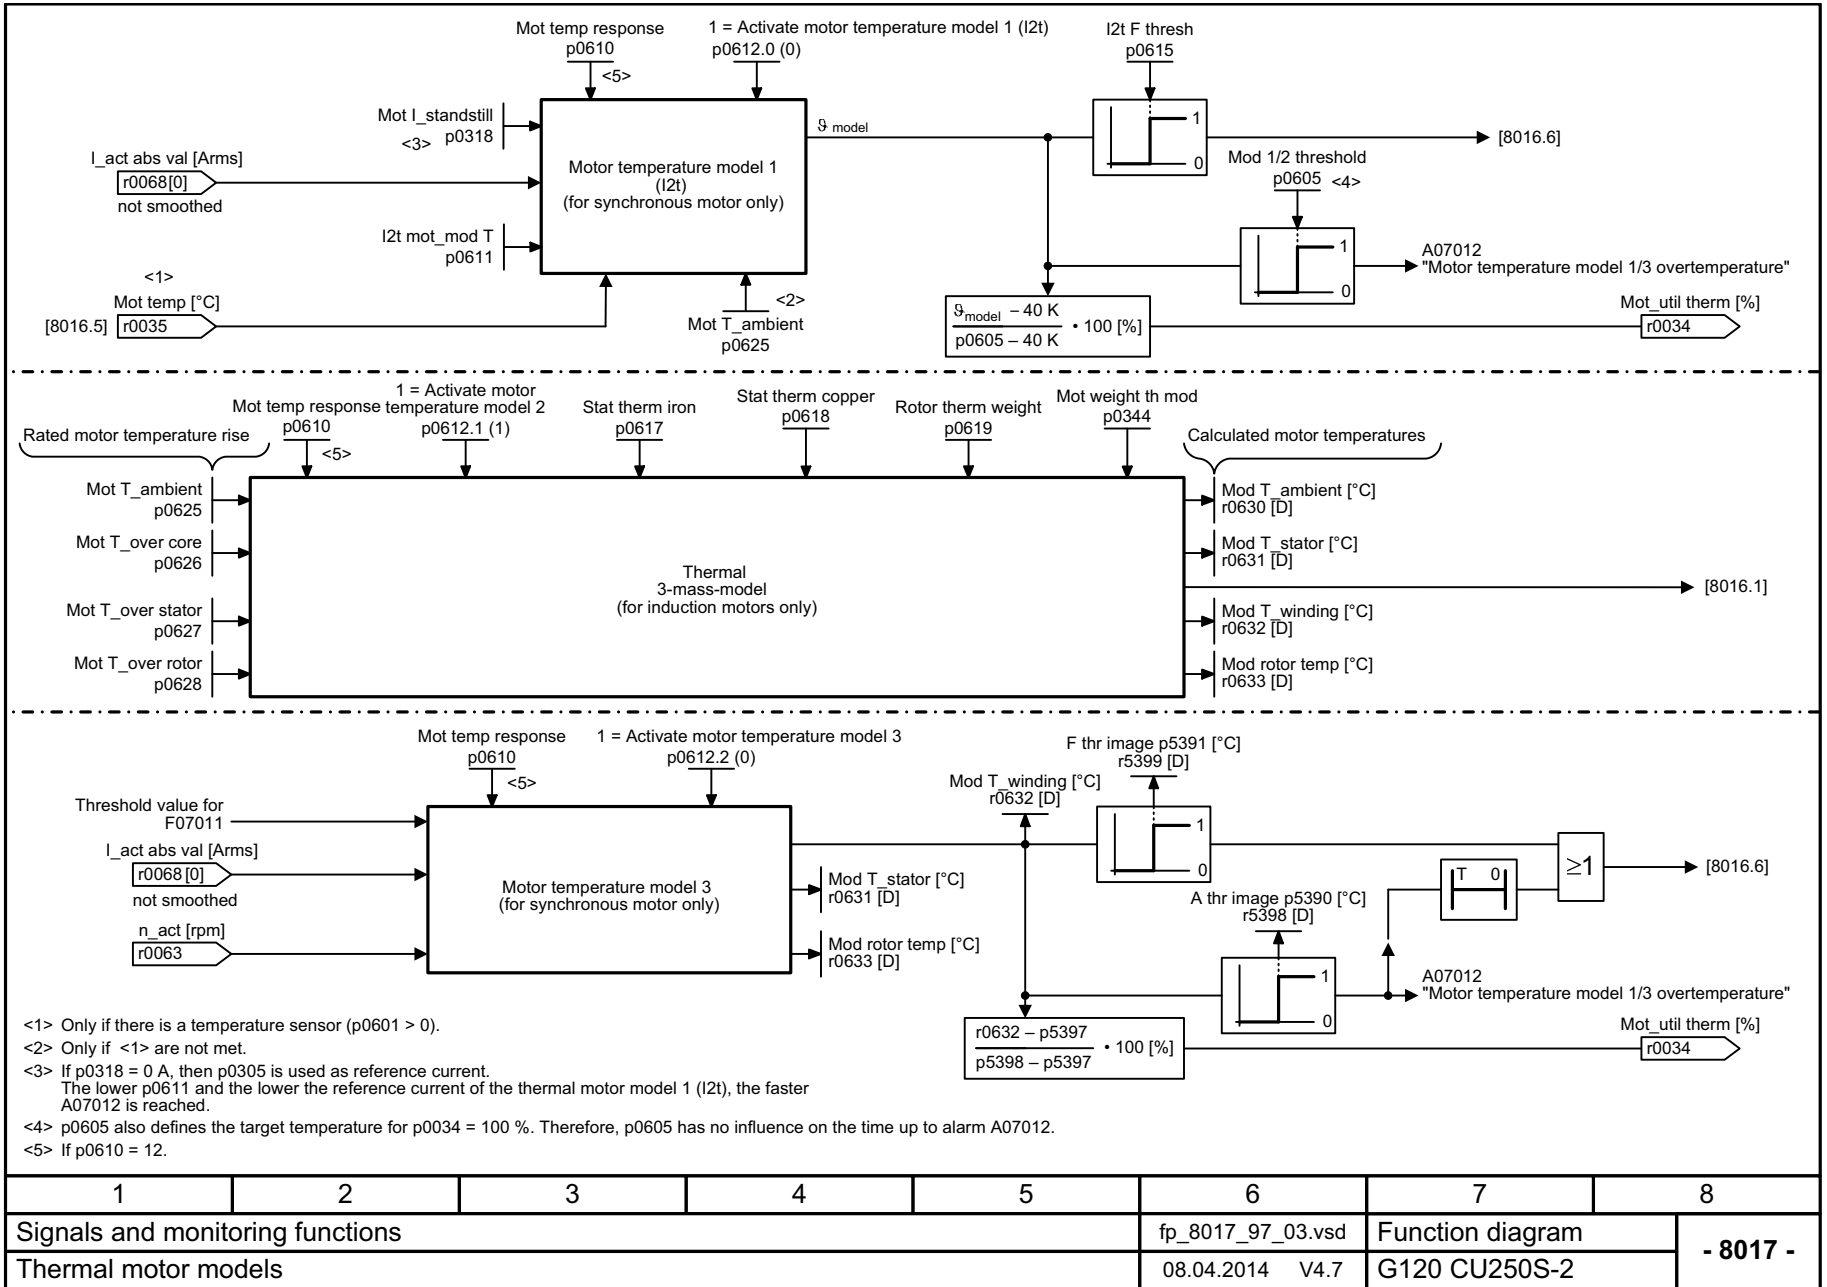 Mot temp response
p0610
<5>
1 = Activate motor temperature model 1 (I2t)
p0612.0 (0)
I2t F thresh
p0615
Mot I_standstill
<3> p0318
I_act abs val [Arms]
r0068[0]
not smoothed
I2t mot_mod T
p0611
<1>
Mot temp [°C]
[8016.5] r0035
Motor temperature model 1
(I2t)
(for synchronous motor only)
<2>
Mot T_ambient
p0625
ϑ model
1
0
[8016.6]
Mod 1/2 threshold
p0605 <4>
1
0
A07012
"Motor temperature model 1/3 overtemperature"
ϑmodel – 40 K
p0605 – 40 K
• 100 [%]
Mot_util therm [%]
r0034
Rated motor temperature rise
Mot temp response
p0610
<5>
1 = Activate motor
temperature model 2
p0612.1 (1)
Stat therm iron
p0617
Stat therm copper
p0618
Rotor therm weight
p0619
Mot weight th mod
p0344
Calculated motor temperatures
Mot T_ambient
p0625
Mot T_over core
p0626
Mot T_over stator
p0627
Mot T_over rotor
p0628
Thermal
3-mass-model
(for induction motors only)
Mod T_ambient [°C]
r0630 [D]
Mod T_stator [°C]
r0631 [D]
[8016.1]
Mod T_winding [°C]
r0632 [D]
Mod rotor temp [°C]
r0633 [D]
Mot temp response
p0610
<5>
1 = Activate motor temperature model 3
p0612.2 (0)
Threshold value for
F07011
I_act abs val [Arms]
r0068[0]
not smoothed
n_act [rpm]
r0063
Motor temperature model 3
(for synchronous motor only)
Mod T_stator [°C]
r0631 [D]
Mod rotor temp [°C]
r0633 [D]
Mod T_winding [°C]
r0632 [D]
F thr image p5391 [°C]
r5399 [D]
1
0
A thr image p5390 [°C]
r5398 [D]
1
0
T 0
≥1
[8016.6]
A07012
"Motor temperature model 1/3 overtemperature"
r0632 – p5397
p5398 – p5397
• 100 [%]
Mot_util therm [%]
r0034
<1> Only if there is a temperature sensor (p0601 > 0).
<2> Only if <1> are not met.
<3> If p0318 = 0 A, then p0305 is used as reference current.
The lower p0611 and the lower the reference current of the thermal motor model 1 (I2t), the faster
A07012 is reached.
<4> p0605 also defines the target temperature for p0034 = 100 %. Therefore, p0605 has no influence on the time up to alarm A07012.
<5> If p0610 = 12.
1 2 3 4 5 6 7 8
Signals and monitoring functions
fp_8017_97_03.vsd
Function diagram
- 8017 -
Thermal motor models
08.04.2014 V4.7
G120 CU250S-2